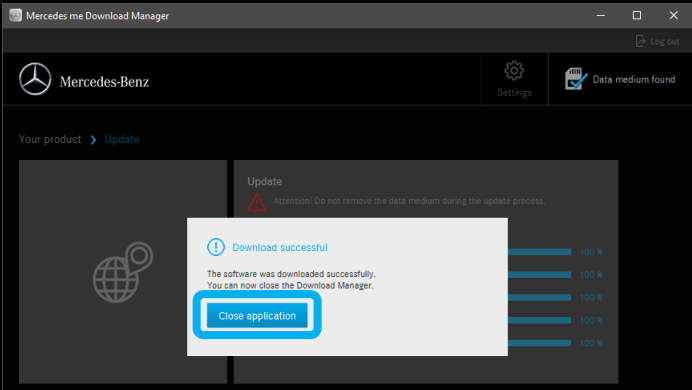 Mercedes me Download Manager
Log out
Mercedes-Benz
Settings
Data medium found
Your product > Update
Update
Attention! Do not remove the data medium during the update process.
Download successful
The software was downloaded successfully.
You can now close the Download Manager.
Close application
100 %
100 %
100 %
100 %
100 %